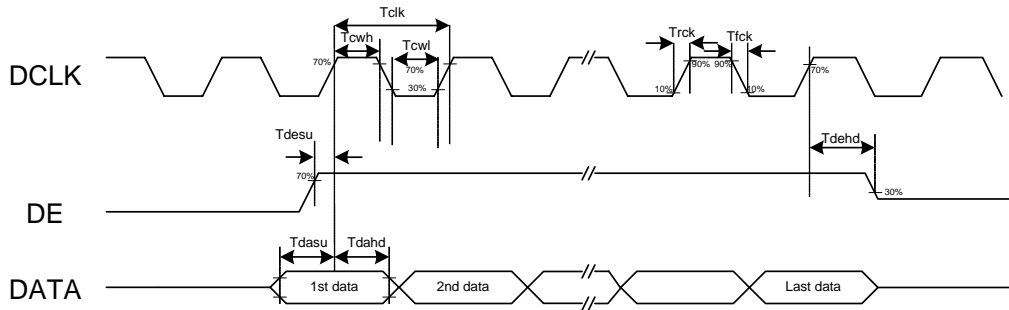 Tclk
Tcwh
Tcwl
Trck
Tfck
DCLK
70%
70%
30%
90%
90%
10%
10%
70%
Tdesu
Tdehd
70%
30%
DE
Tdasu
Tdahd
DATA
1st data
2nd data
Last data